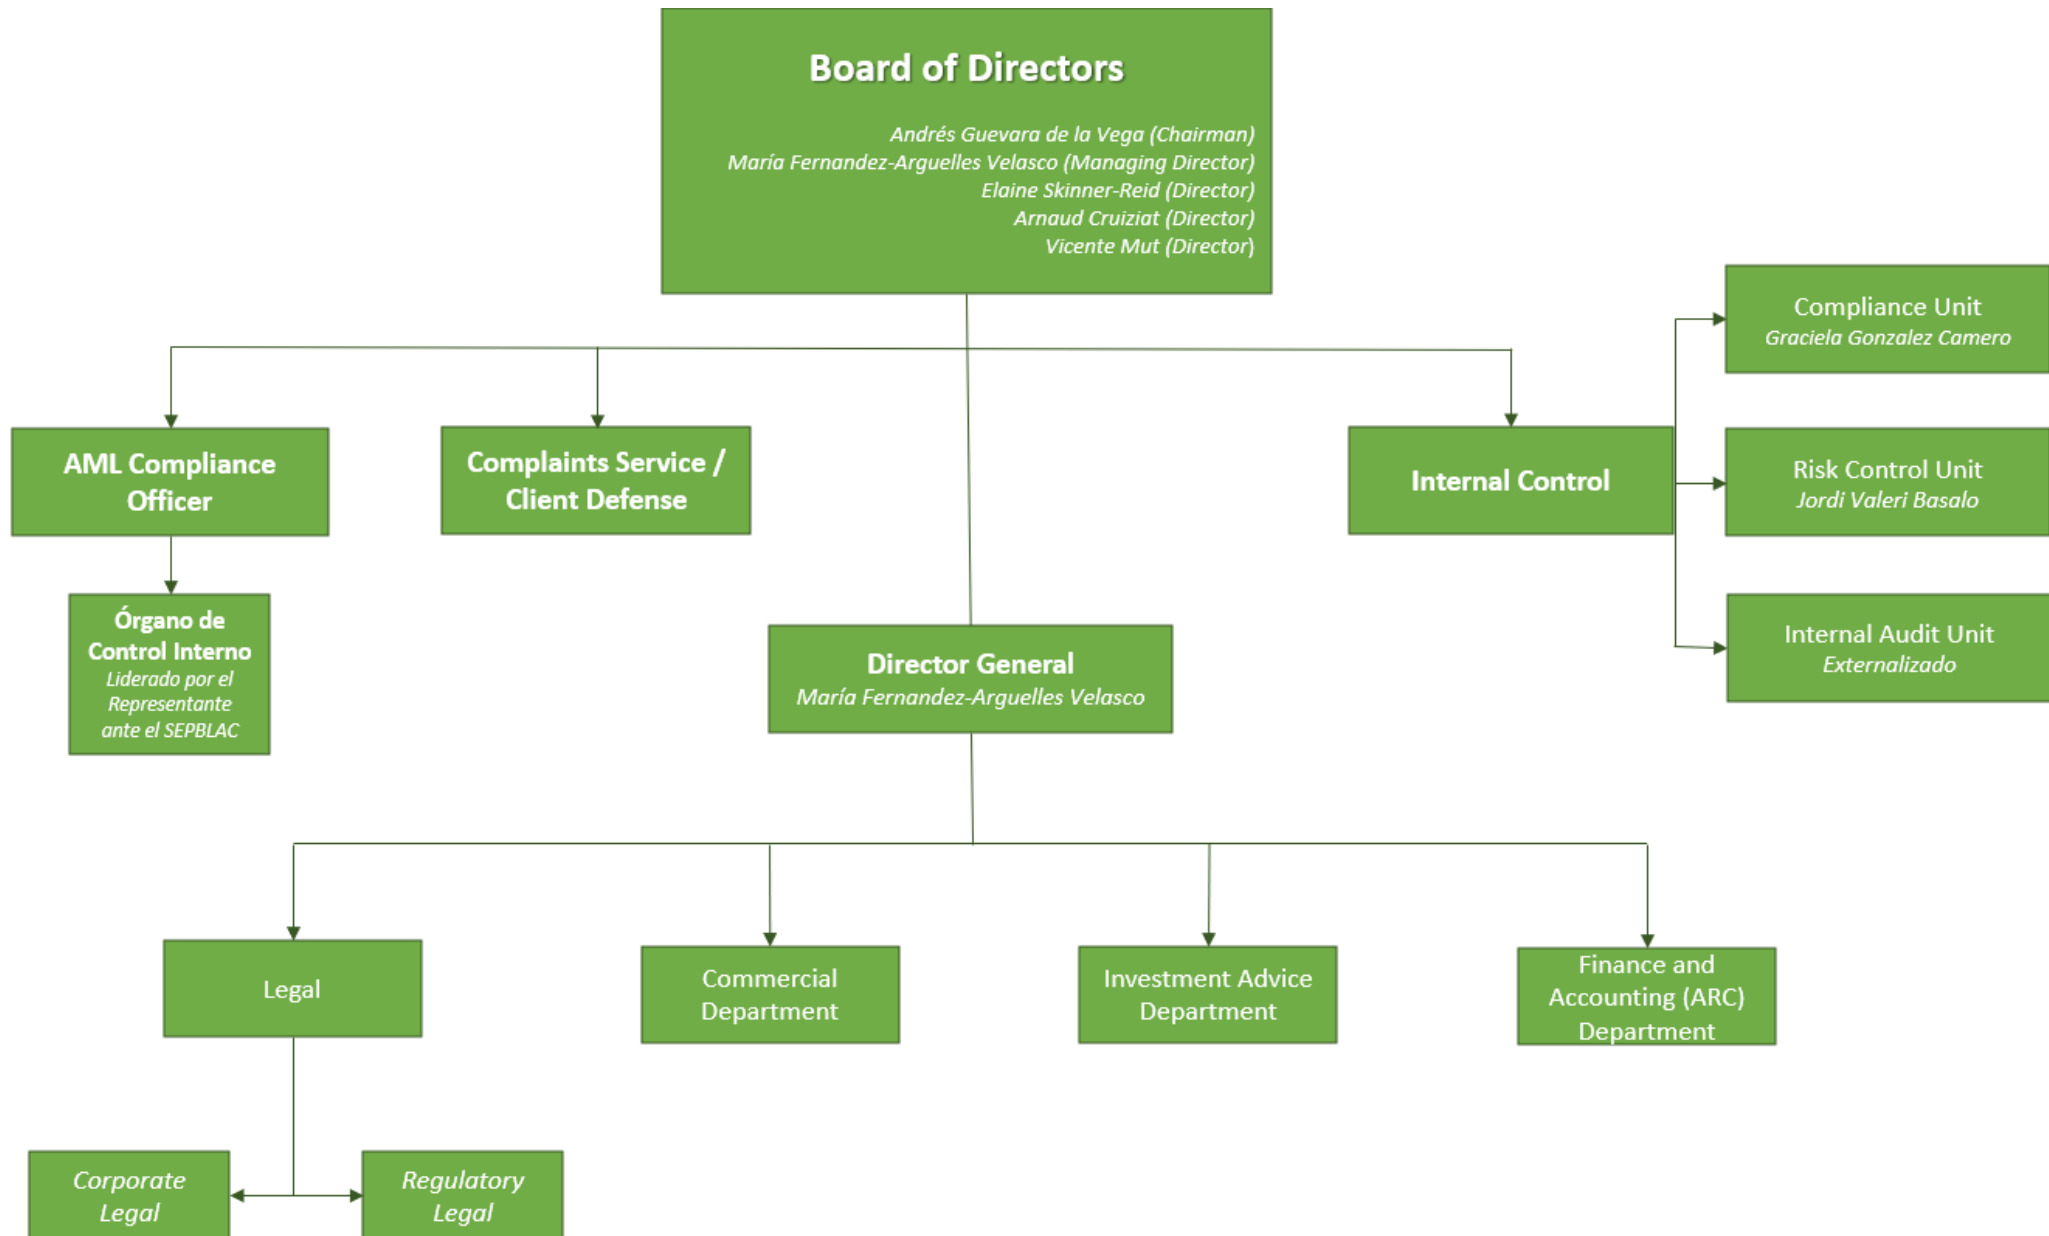 Board of Directors
Andrés Guevara de la Vega (Chairman)
María Fernandez-Arguelles Velasco (Managing Director)
Elaine Skinner-Reid (Director)
Arnaud Cruiziat (Director)
Vicente Mut (Director)
Compliance Unit
Graciela Gonzalez Camero
AML Compliance
Officer
Complaints Service /
Client Defense
Internal Control
Risk Control Unit
Jordi Valeri Basalo
Órgano de
Control Interno
Liderado por el
Representante
ante el SEPBLAC
Director General
María Fernandez-Arguelles Velasco
Internal Audit Unit
Externalizado
Legal
Commercial
Department
Investment Advice
Department
Finance and
Accounting (ARC)
Department
Corporate
Legal
Regulatory
Legal